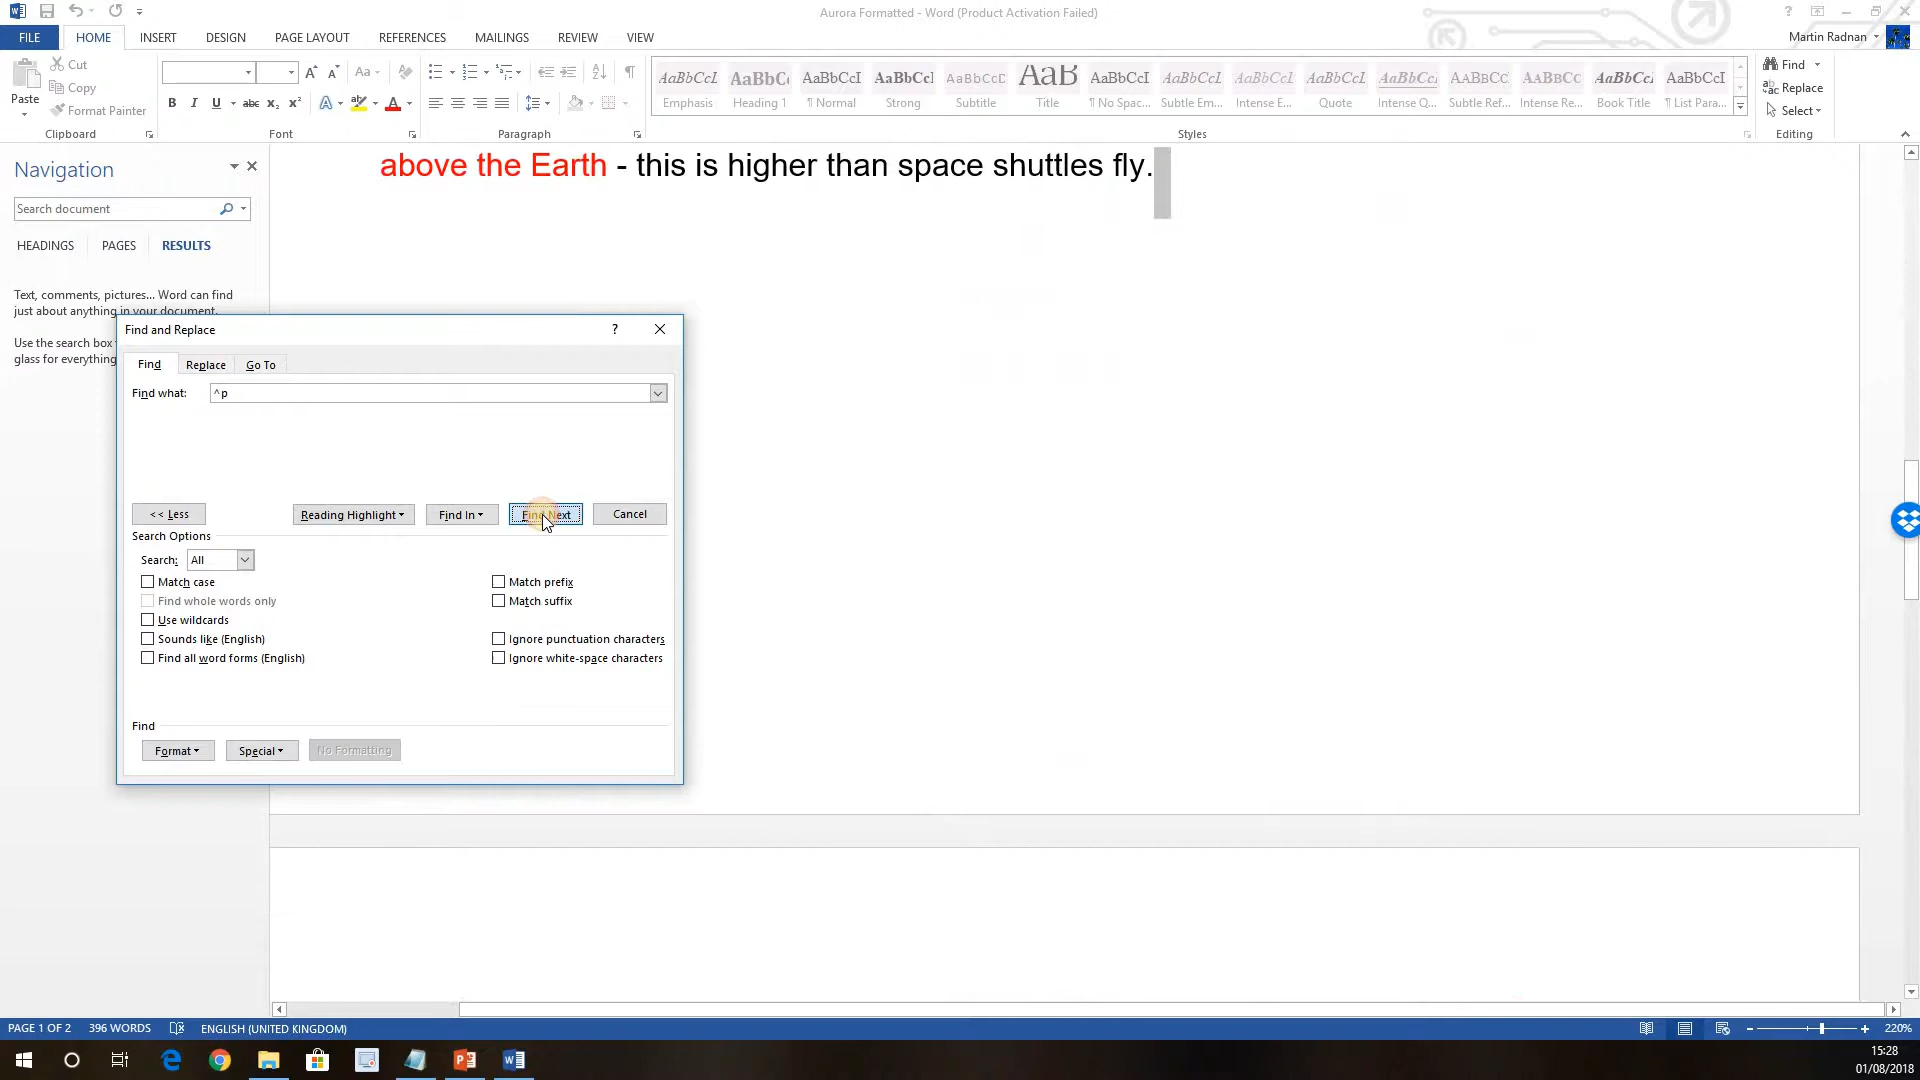 Aurora Formatted - Word (Product Activation Failed)
FILE HOME INSERT DESIGN PAGE LAYOUT REFERENCES MAILINGS REVIEW VIEW Martin Radnan
Paste
Cut
Copy
Format Painter
Clipboard
Font
Paragraph
AaBbCcI AaBbC AaBbCcI AaBbCcI AaBbCcD AaB AaBbCcI AaBbCcI AaBbCcI AaBbCcI AaBbCcI AABBCC AABBCC AaBbCcI AaBbCcI
Emphasis Heading 1 ¶ Normal Strong Subtitle Title ¶ No Spac... Subtle Em... Intense E... Quote Intense Q... Subtle Ref... Intense Re... Book Title ¶ List Para...
Styles
Find
Replace
Select
Editing
Navigation
Search document
HEADINGS PAGES RESULTS
Text, comments, pictures... Word can find
just about anything in your document.
Use the search box
glass for everything
above the Earth - this is higher than space shuttles fly.
Find and Replace
Find Replace Go To
Find what: ^p
<< Less Reading Highlight Find In Find Next Cancel
Search Options
Search: All
Match case
Find whole words only
Use wildcards
Sounds like (English)
Find all word forms (English)
Match prefix
Match suffix
Ignore punctuation characters
Ignore white-space characters
Find
Format Special No Formatting
PAGE 1 OF 2 396 WORDS ENGLISH (UNITED KINGDOM) 220%
15:28
01/08/2018